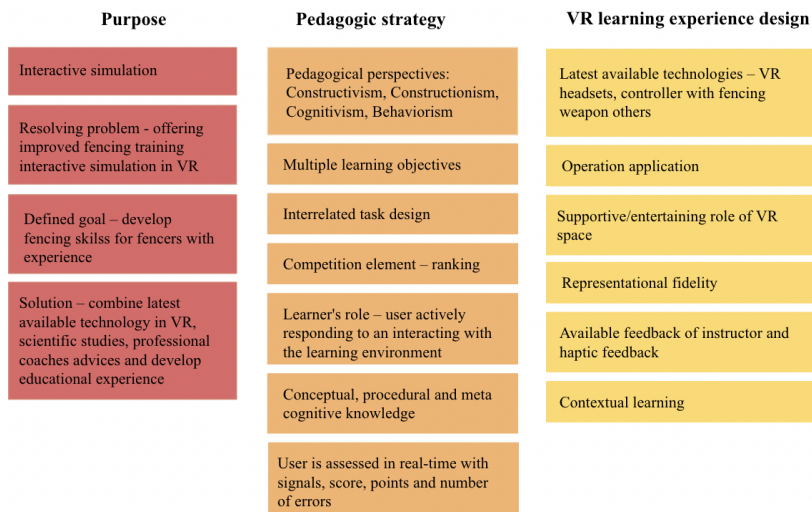 Purpose
Interactive simulation
Resolving problem - offering
improved fencing training
interactive simulation in VR
Defined goal – develop
fencing skilss for fencers with
experience
Solution – combine latest
available technology in VR,
scientific studies, professional
coaches advices and develop
educational experience
Pedagogic strategy
Pedagogical perspectives:
Constructivism, Constructionism,
Cognitivism, Behaviorism
Multiple learning objectives
Interrelated task design
Competition element – ranking
Learner's role – user actively
responding to an interacting with
the learning environment
Conceptual, procedural and meta
cognitive knowledge
User is assessed in real-time with
signals, score, points and number
of errors
VR learning experience design
Latest available technologies – VR
headsets, controller with fencing
weapon others
Operation application
Supportive/entertaining role of VR
space
Representational fidelity
Available feedback of instructor and
haptic feedback
Contextual learning